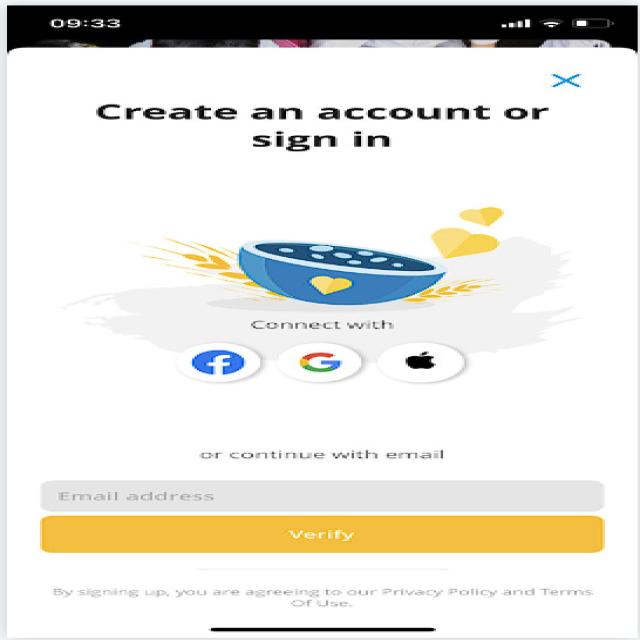 09:33
Create an account or
sign in
Connect with
or continue with email
Email address
Verify
By signing up, you are agreeing to our Privacy Policy and Terms
Of Use.